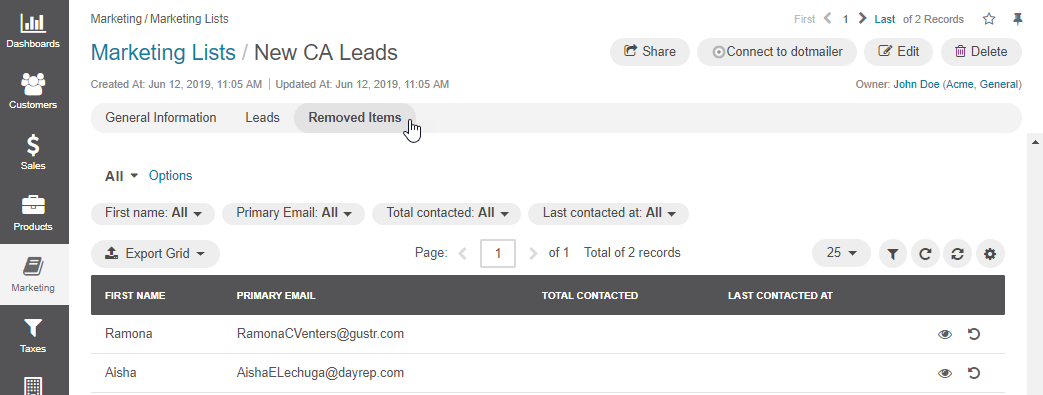 Dashboards
Customers
Sales
Products
Marketing
Taxes
Marketing / Marketing Lists
First 1 Last of 2 Records
Marketing Lists / New CA Leads
Share Connect to dotmailer Edit Delete
Created At: Jun 12, 2019, 11:05 AM Updated At: Jun 12, 2019, 11:05 AM
Owner: John Doe (Acme, General)
General Information Leads Removed Items
All Options
First name: All Primary Email: All Total contacted: All Last contacted at: All
Export Grid Page: 1 of 1 Total of 2 records 25
FIRST NAME PRIMARY EMAIL TOTAL CONTACTED LAST CONTACTED AT
Ramona RamonaCVenters@gustr.com
Aisha AishaELechuga@dayrep.com